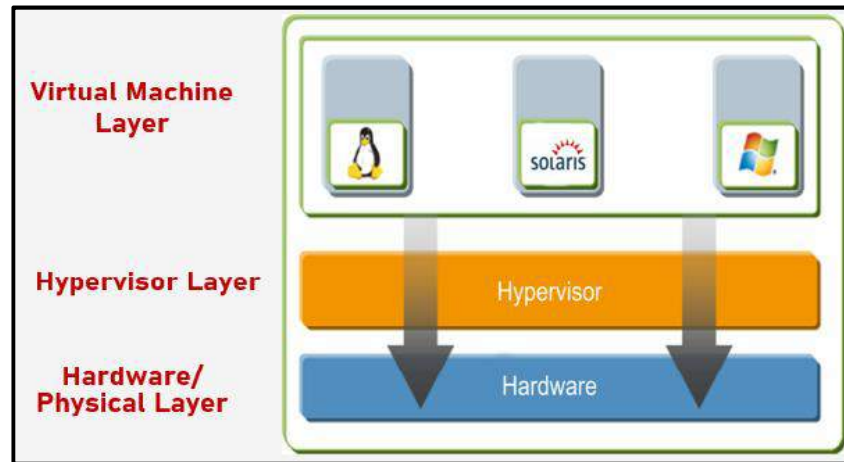 Virtual Machine
Layer
solaris
Hypervisor Layer
Hypervisor
Hardware/
Physical Layer
Hardware